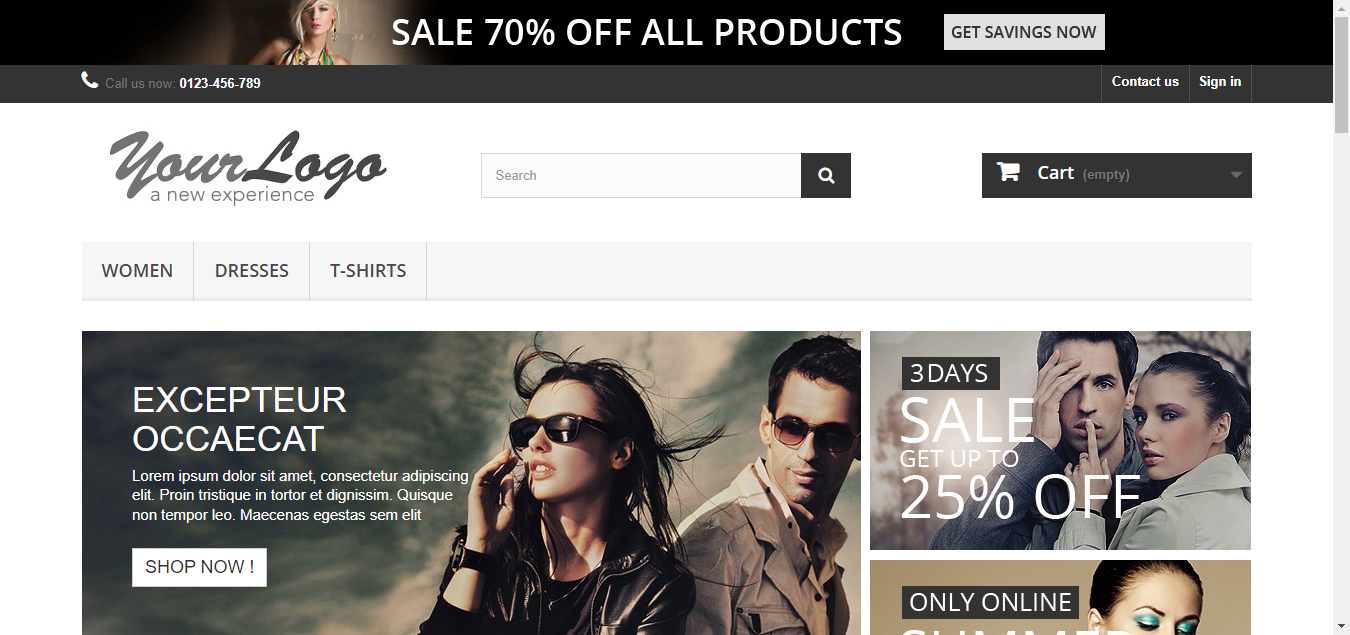 SALE 70% OFF ALL PRODUCTS
GET SAVINGS NOW
Call us now: 0123-456-789
Contact us
Sign in
YourLogo
a new experience
Search
Cart (empty)
WOMEN
DRESSES
T-SHIRTS
EXCEPTEUR
OCCAECAT
Lorem ipsum dolor sit amet, consectetur adipiscing
elit. Proin tristique in tortor et dignissim. Quisque
non tempor leo. Maecenas egestas sem elit
SHOP NOW !
3 DAYS
SALE
GET UP TO
25% OFF
ONLY ONLINE
SUMMER